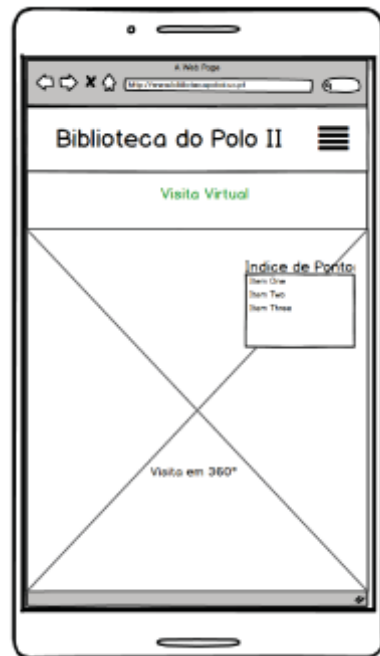 A Web Page
Biblioteca do Polo II
Visita Virtual
Indice de Ponto
Item One
Item Two
Item Three
Visita em 360°